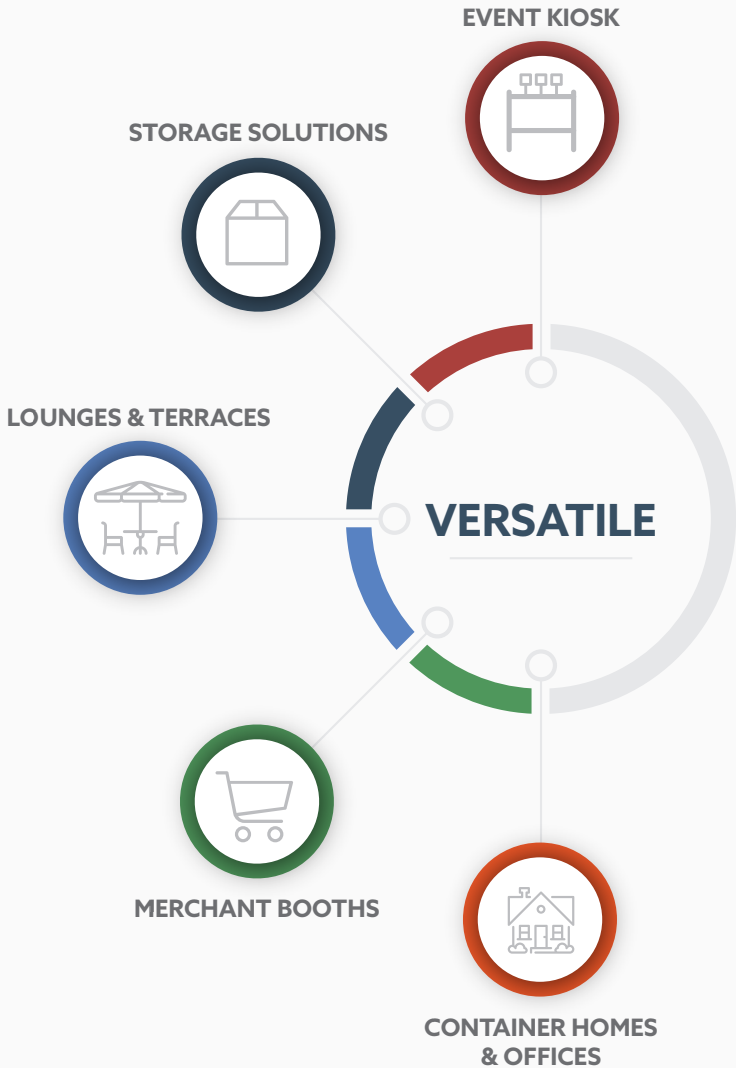 EVENT KIOSK
STORAGE SOLUTIONS
LOUNGES & TERRACES
VERSATILE
MERCHANT BOOTHS
CONTAINER HOMES
& OFFICES